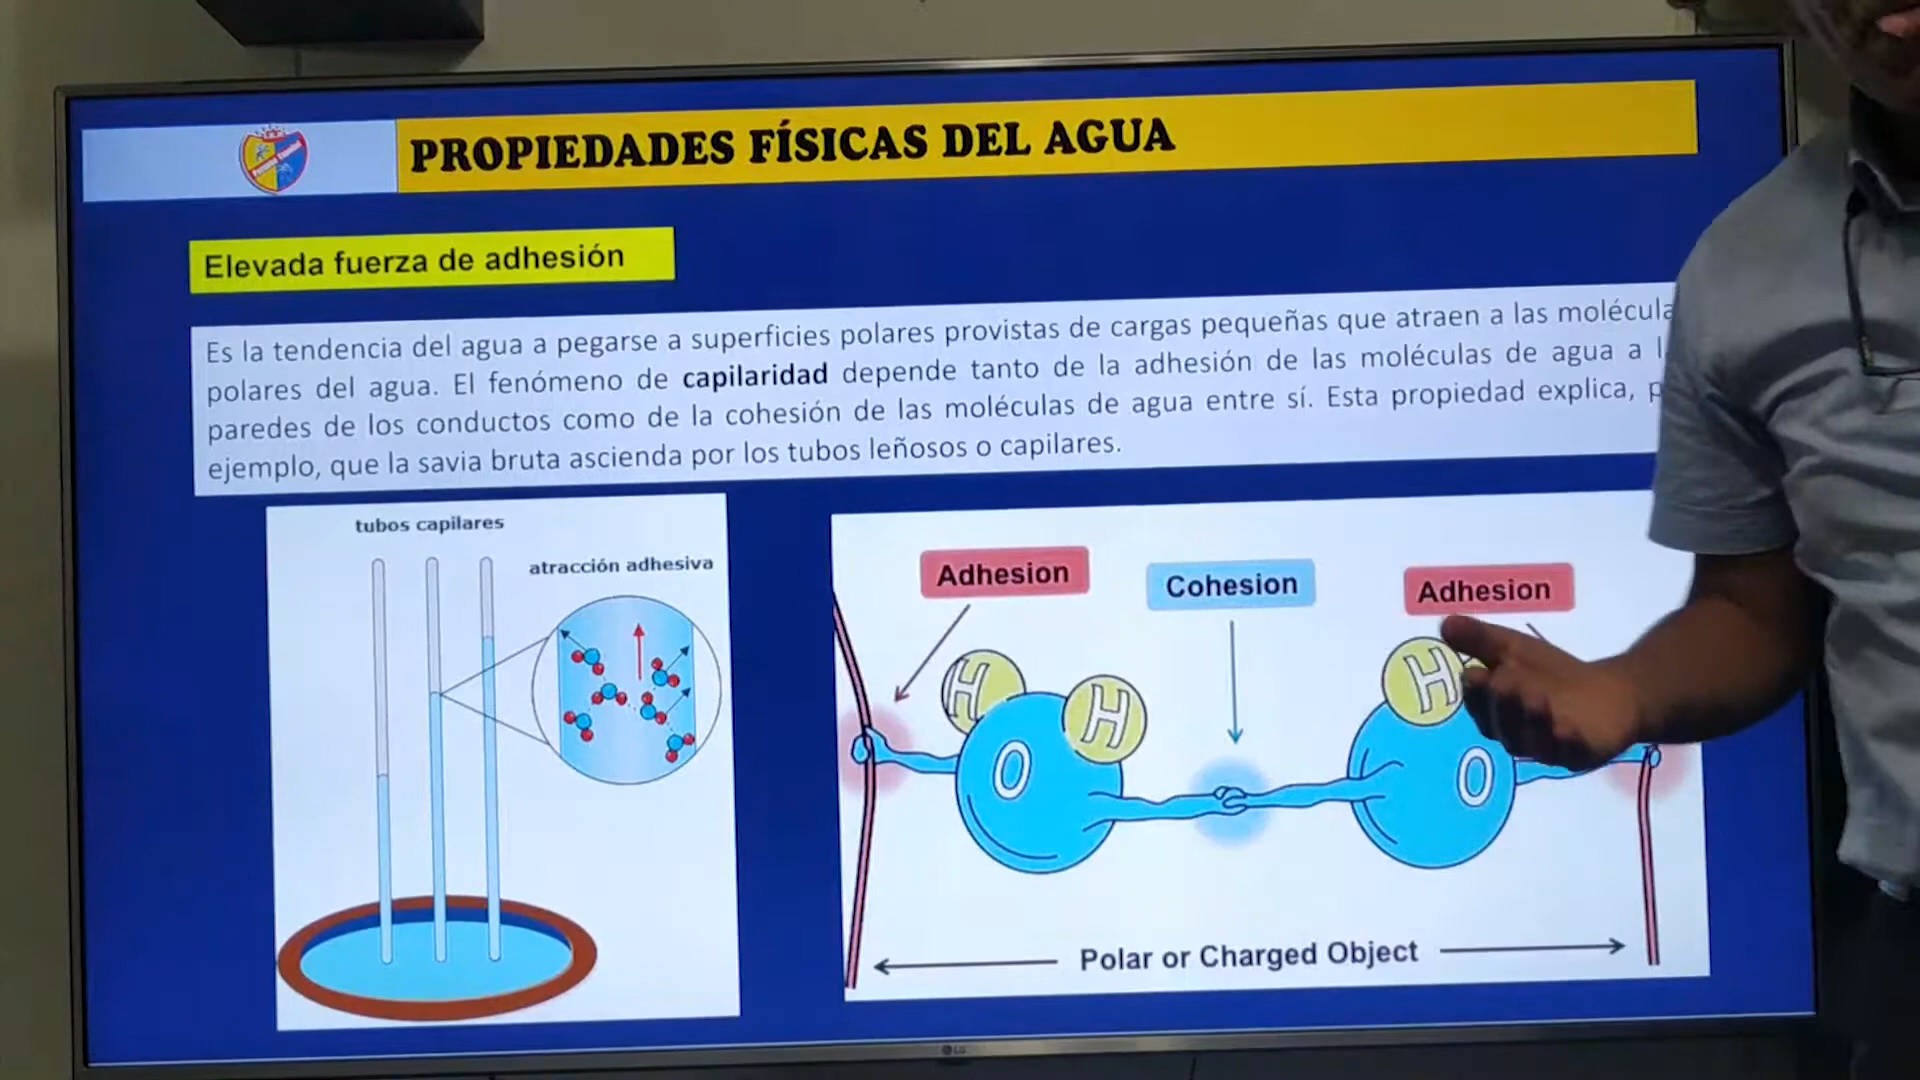 PROPIEDADES FÍSICAS DEL AGUA
Elevada fuerza de adhesión
Es la tendencia del agua a pegarse a superficies polares provistas de cargas pequeñas que atraen a las
polares del agua. El fenómeno de capilaridad depende tanto de la adhesión de las moléculas de agua a
paredes de los conductos como de la cohesión de las moléculas de agua entre sí. Esta propiedad explica,
ejemplo, que la savia bruta ascienda por los tubos leñosos o capilares.
tubos capilares
atracción adhesiva
Adhesion
Cohesion
Adhesion
H
H
O
H
O
Polar or Charged Object
LG